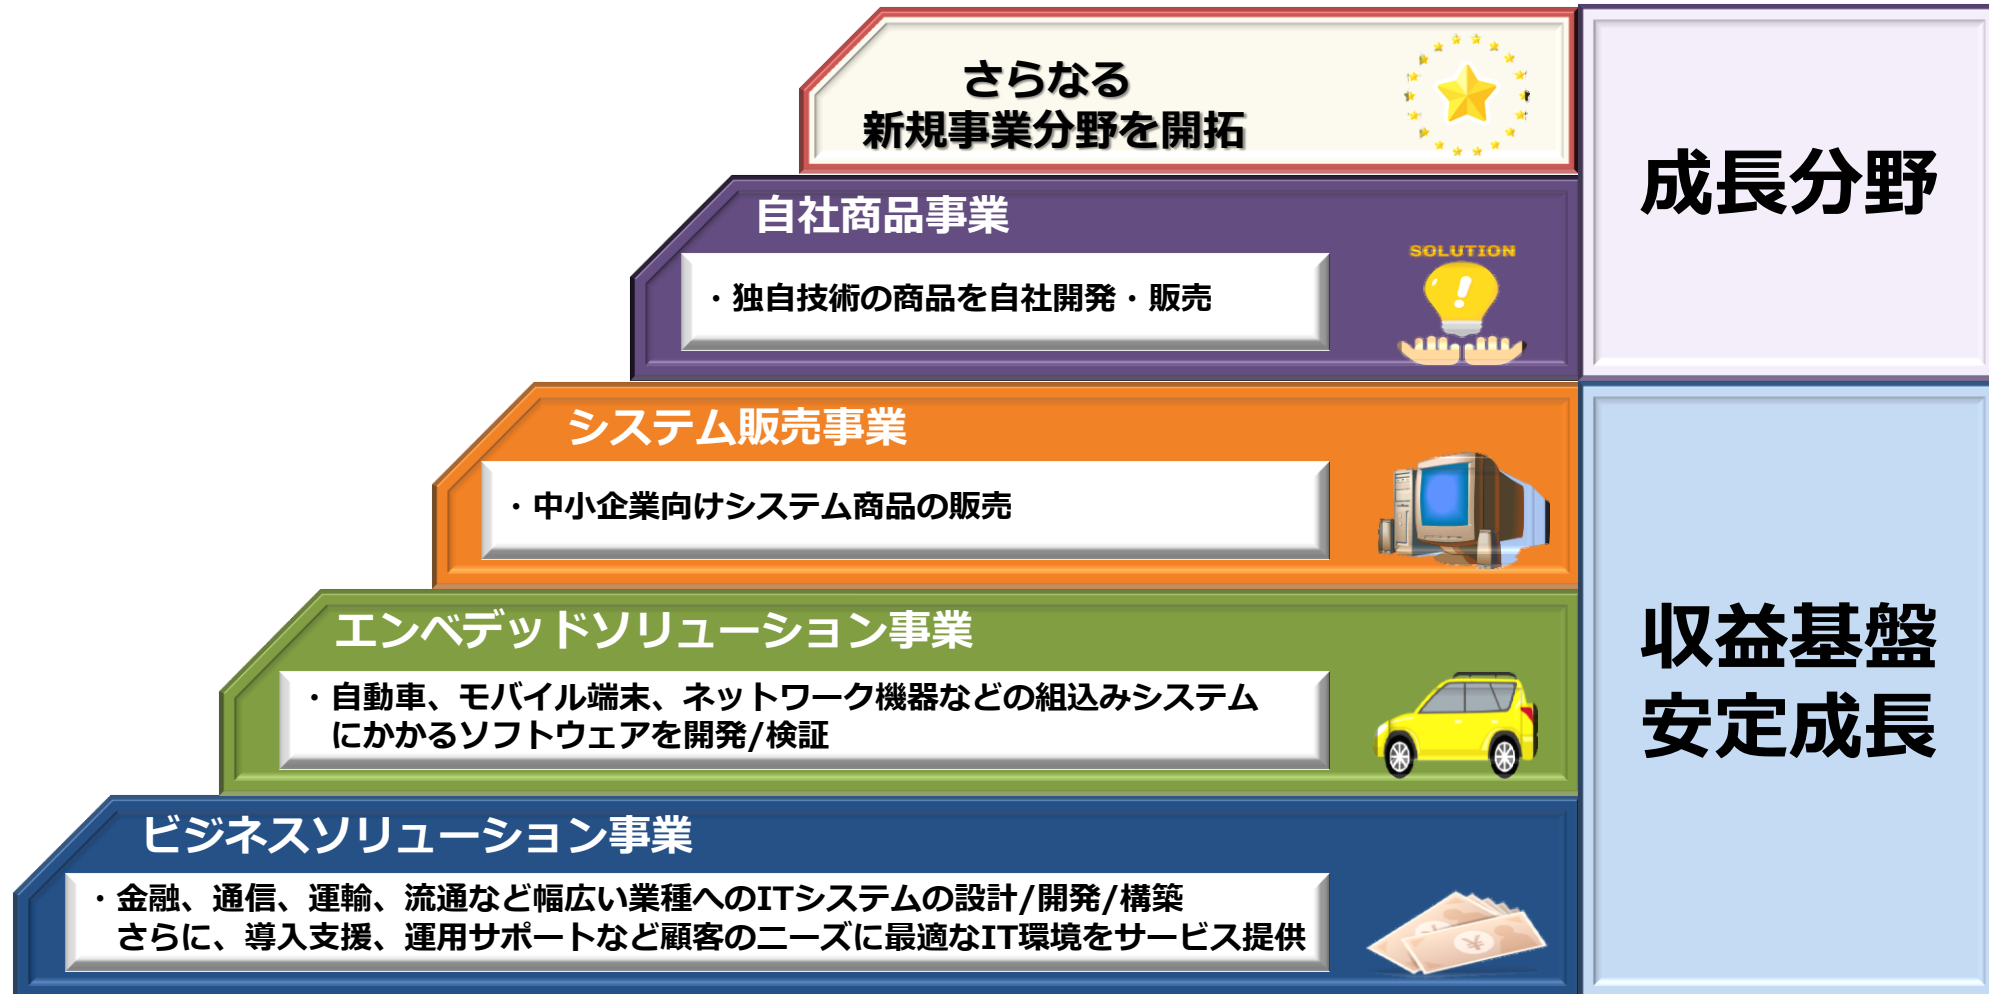 さらなる
新規事業分野を開拓
成長分野
自社商品事業
・独自技術の商品を自社開発・販売
SOLUTION
システム販売事業
・中小企業向けシステム商品の販売
収益基盤
安定成長
エンベデッドソリューション事業
・自動車、モバイル端末、ネットワーク機器などの組込みシステム
にかかるソフトウェアを開発/検証
ビジネスソリューション事業
・金融、通信、運輸、流通など幅広い業種へのITシステムの設計/開発/構築
さらに、導入支援、運用サポートなど顧客のニーズに最適なIT環境をサービス提供
¥